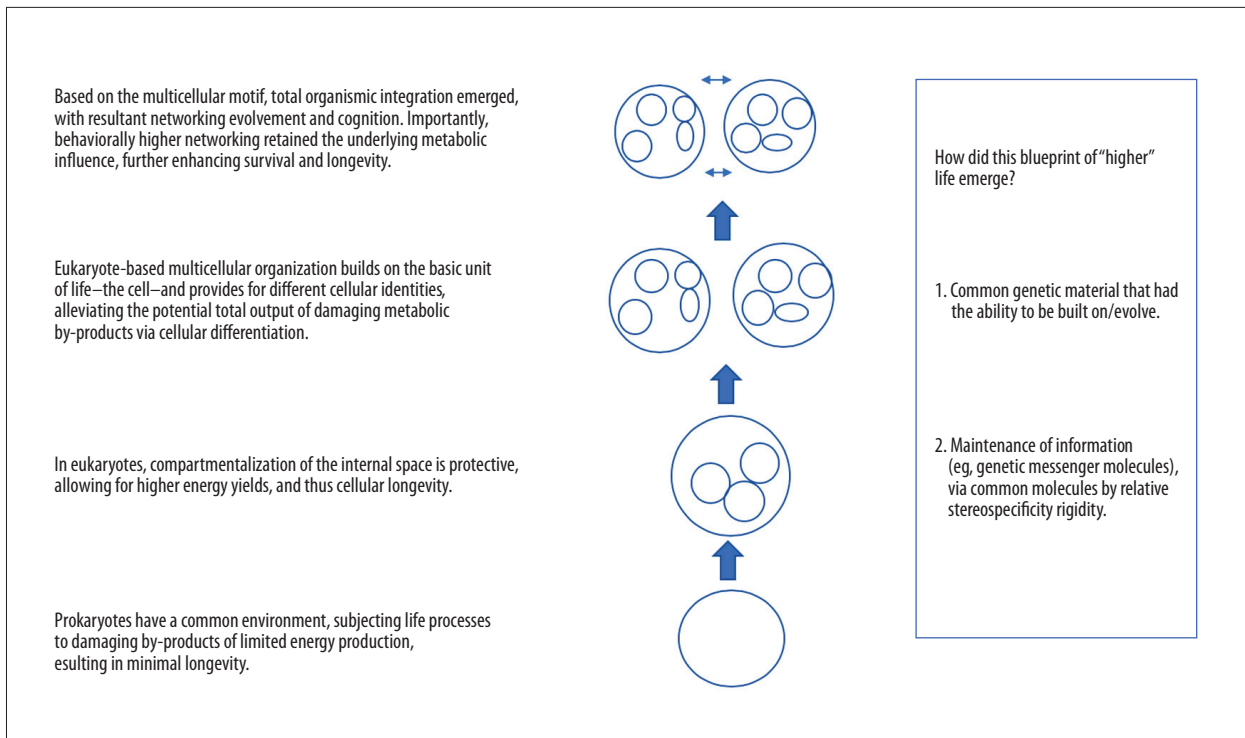 Based on the multicellular motif, total organismic integration emerged,
with resultant networking evolvement and cognition. Importantly,
behaviorally higher networking retained the underlying metabolic
influence, further enhancing survival and longevity.
Eukaryote-based multicellular organization builds on the basic unit
of life–the cell–and provides for different cellular identities,
alleviating the potential total output of damaging metabolic
by-products via cellular differentiation.
In eukaryotes, compartmentalization of the internal space is protective,
allowing for higher energy yields, and thus cellular longevity.
Prokaryotes have a common environment, subjecting life processes
to damaging by-products of limited energy production,
esulting in minimal longevity.
How did this blueprint of “higher”
life emerge?
1. Common genetic material that had
the ability to be built on/evolve.
2. Maintenance of information
(eg, genetic messenger molecules),
via common molecules by relative
stereospecificity rigidity.